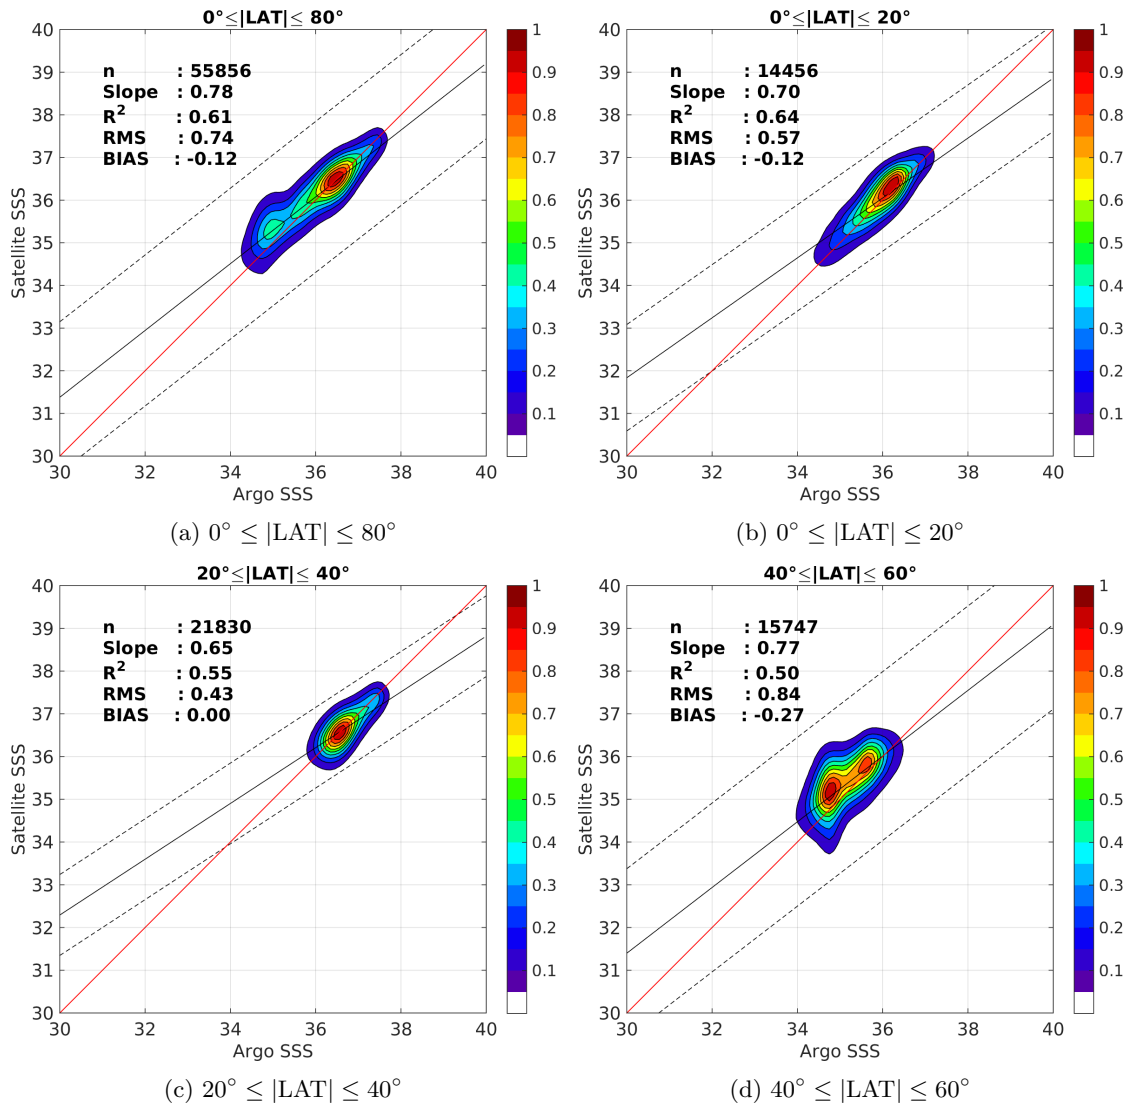 0°≤|LAT|≤ 80°
n : 55856
Slope : 0.78
R² : 0.61
RMS : 0.74
BIAS : -0.12
40
39
38
37
36
35
34
33
32
31
30
30 32 34 36 38 40
Satellite SSS
Argo SSS
1
0.9
0.8
0.7
0.6
0.5
0.4
0.3
0.2
0.1
(a) 0° ≤ |LAT| ≤ 80°
0°≤|LAT|≤ 20°
n : 14456
Slope : 0.70
R² : 0.64
RMS : 0.57
BIAS : -0.12
40
39
38
37
36
35
34
33
32
31
30
30 32 34 36 38 40
Satellite SSS
Argo SSS
1
0.9
0.8
0.7
0.6
0.5
0.4
0.3
0.2
0.1
(b) 0° ≤ |LAT| ≤ 20°
20°≤|LAT|≤ 40°
n : 21830
Slope : 0.65
R² : 0.55
RMS : 0.43
BIAS : 0.00
40
39
38
37
36
35
34
33
32
31
30
30 32 34 36 38 40
Satellite SSS
Argo SSS
1
0.9
0.8
0.7
0.6
0.5
0.4
0.3
0.2
0.1
(c) 20° ≤ |LAT| ≤ 40°
40°≤|LAT|≤ 60°
n : 15747
Slope : 0.77
R² : 0.50
RMS : 0.84
BIAS : -0.27
40
39
38
37
36
35
34
33
32
31
30
30 32 34 36 38 40
Satellite SSS
Argo SSS
1
0.9
0.8
0.7
0.6
0.5
0.4
0.3
0.2
0.1
(d) 40° ≤ |LAT| ≤ 60°